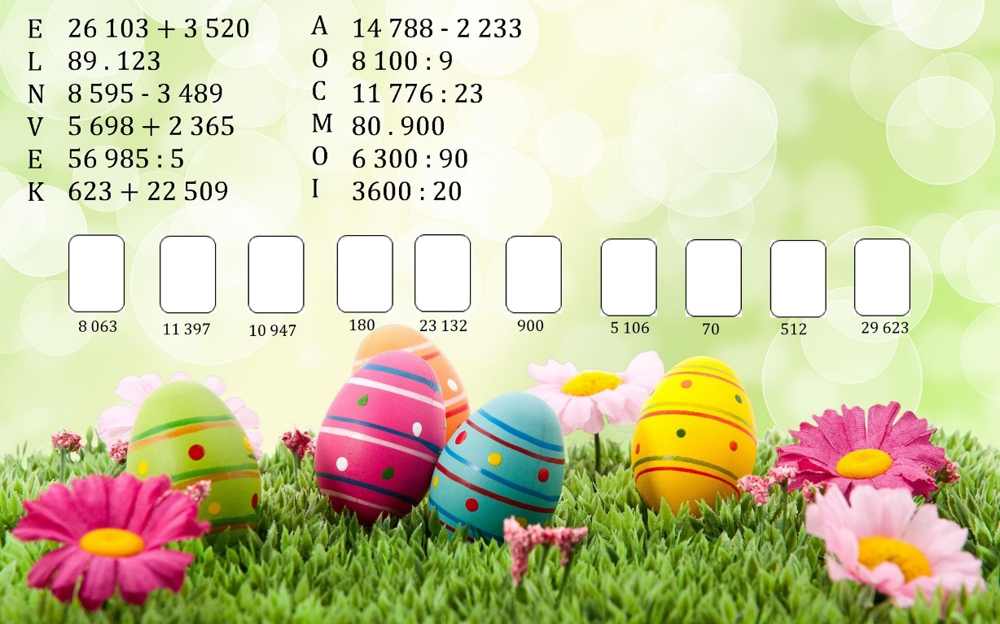 E 26 103 + 3 520
L 89 . 123
N 8 595 - 3 489
V 5 698 + 2 365
E 56 985 : 5
K 623 + 22 509
A 14 788 - 2 233
O 8 100 : 9
C 11 776 : 23
M 80 . 900
O 6 300 : 90
I 3600 : 20
8 063 11 397 10 947 180 23 132 900 5 106 70 512 29 623